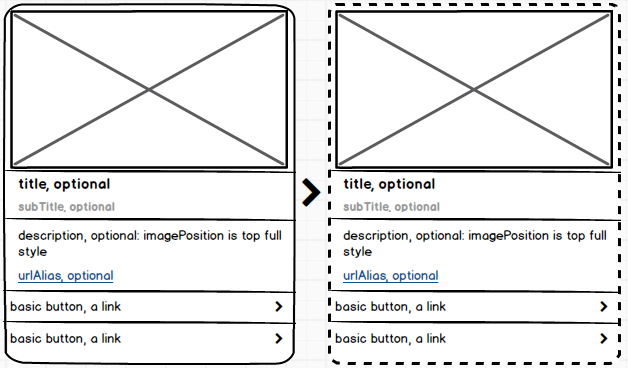 title, optional
subTitle, optional
description, optional: imagePosition is top full
style
urlAlias, optional
basic button, a link
basic button, a link
title, optional
subTitle, optional
description, optional: imagePosition is top full
style
urlAlias, optional
basic button, a link
basic button, a link